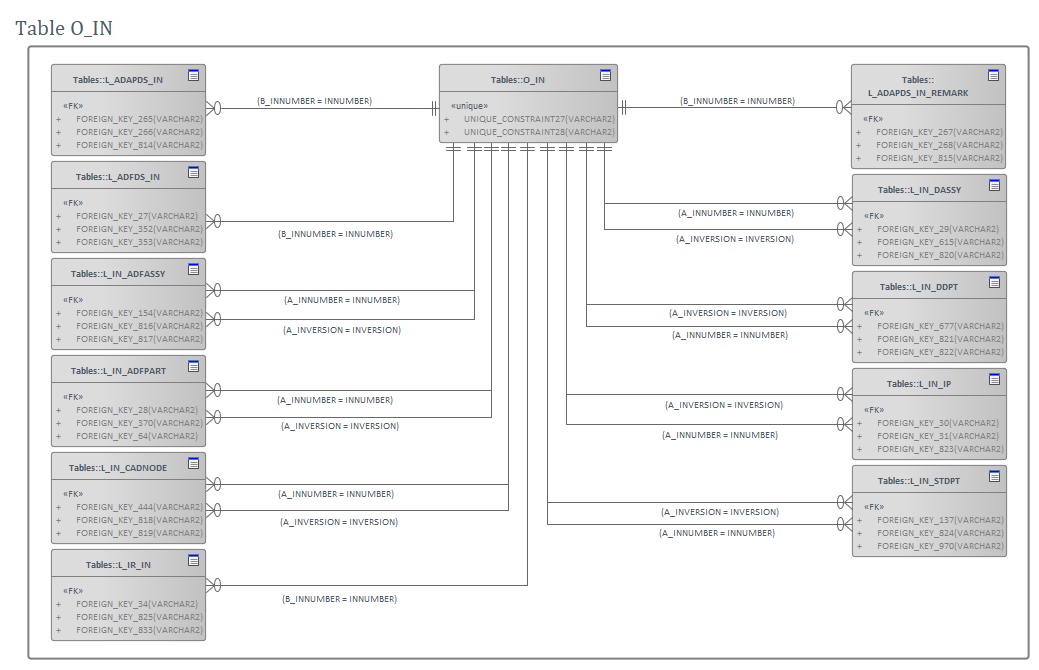 Table O_IN
Tables::L_ADAPDS_IN
«FK»
+ FOREIGN_KEY_265(VARCHAR2)
+ FOREIGN_KEY_266(VARCHAR2)
+ FOREIGN_KEY_814(VARCHAR2)
Tables::L_ADFDS_IN
«FK»
+ FOREIGN_KEY_27(VARCHAR2)
+ FOREIGN_KEY_352(VARCHAR2)
+ FOREIGN_KEY_353(VARCHAR2)
Tables::L_IN_ADFASSY
«FK»
+ FOREIGN_KEY_154(VARCHAR2)
+ FOREIGN_KEY_816(VARCHAR2)
+ FOREIGN_KEY_817(VARCHAR2)
Tables::L_IN_ADFPART
«FK»
+ FOREIGN_KEY_28(VARCHAR2)
+ FOREIGN_KEY_370(VARCHAR2)
+ FOREIGN_KEY_64(VARCHAR2)
Tables::L_IN_CADNODE
«FK»
+ FOREIGN_KEY_444(VARCHAR2)
+ FOREIGN_KEY_818(VARCHAR2)
+ FOREIGN_KEY_819(VARCHAR2)
Tables::L_IR_IN
«FK»
+ FOREIGN_KEY_34(VARCHAR2)
+ FOREIGN_KEY_825(VARCHAR2)
+ FOREIGN_KEY_833(VARCHAR2)
(B_INNUMBER = INNUMBER)
(B_INNUMBER = INNUMBER)
(A_INNUMBER = INNUMBER)
(A_INVERSION = INVERSION)
(A_INNUMBER = INNUMBER)
(A_INVERSION = INVERSION)
(A_INNUMBER = INNUMBER)
(A_INVERSION = INVERSION)
(B_INNUMBER = INNUMBER)
Tables::O_IN
«unique»
+ UNIQUE_CONSTRAINT27(VARCHAR2)
+ UNIQUE_CONSTRAINT28(VARCHAR2)
(B_INNUMBER = INNUMBER)
(A_INNUMBER = INNUMBER)
(A_INVERSION = INVERSION)
(A_INVERSION = INVERSION)
(A_INNUMBER = INNUMBER)
(A_INVERSION = INVERSION)
(A_INNUMBER = INNUMBER)
(A_INVERSION = INVERSION)
(A_INNUMBER = INNUMBER)
Tables::
L_ADAPDS_IN_REMARK
«FK»
+ FOREIGN_KEY_267(VARCHAR2)
+ FOREIGN_KEY_268(VARCHAR2)
+ FOREIGN_KEY_815(VARCHAR2)
Tables::L_IN_DASSY
«FK»
+ FOREIGN_KEY_29(VARCHAR2)
+ FOREIGN_KEY_615(VARCHAR2)
+ FOREIGN_KEY_820(VARCHAR2)
Tables::L_IN_DDPT
«FK»
+ FOREIGN_KEY_677(VARCHAR2)
+ FOREIGN_KEY_821(VARCHAR2)
+ FOREIGN_KEY_822(VARCHAR2)
Tables::L_IN_IP
«FK»
+ FOREIGN_KEY_30(VARCHAR2)
+ FOREIGN_KEY_31(VARCHAR2)
+ FOREIGN_KEY_823(VARCHAR2)
Tables::L_IN_STDPT
«FK»
+ FOREIGN_KEY_137(VARCHAR2)
+ FOREIGN_KEY_824(VARCHAR2)
+ FOREIGN_KEY_970(VARCHAR2)